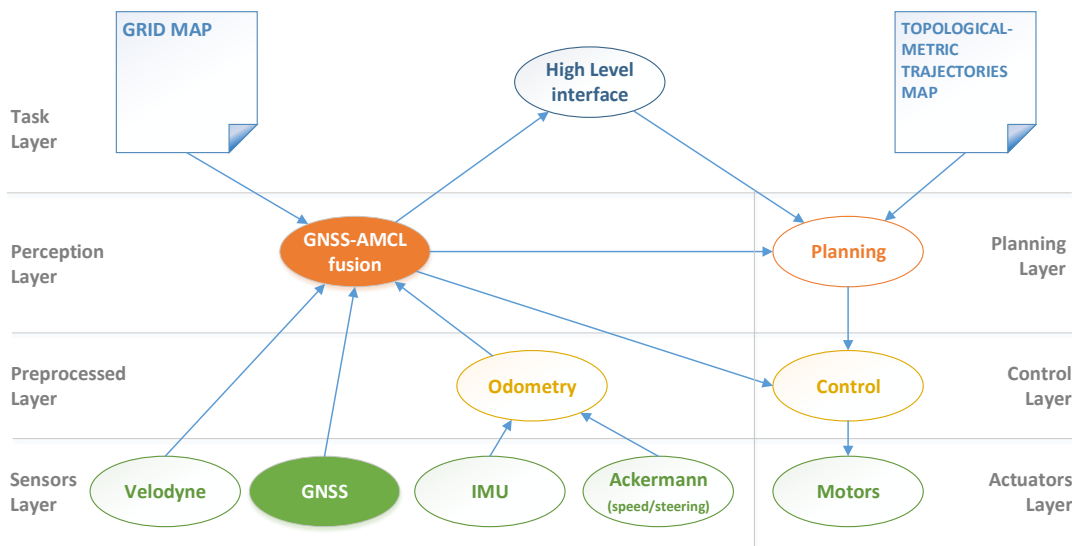 GRID MAP
TOPOLOGICAL-
METRIC
TRAJECTORIES
MAP
High Level
interface
Task
Layer
GNSS-AMCL
fusion
Planning
Perception
Layer
Planning
Layer
Preprocessed
Layer
Odometry
Control
Control
Layer
Sensors
Layer
Velodyne
GNSS
IMU
Ackermann
(speed/steering)
Motors
Actuators
Layer